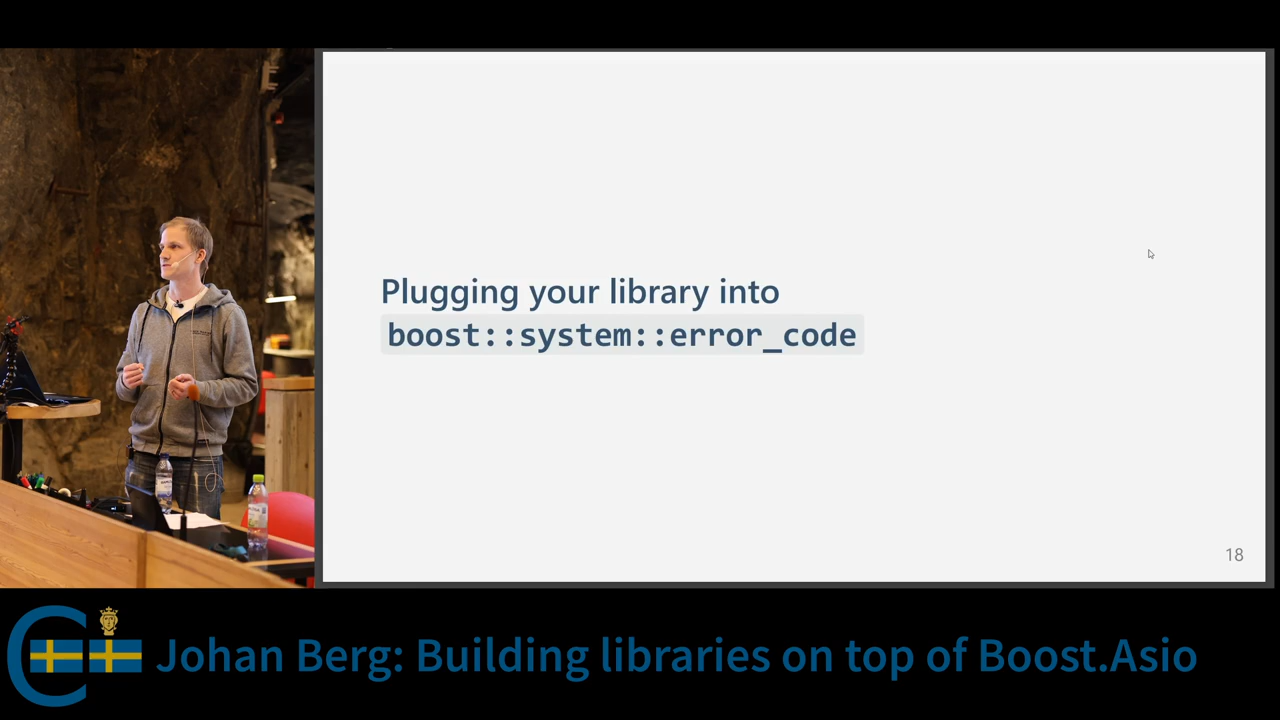 Plugging your library into
boost::system::error_code
18
Johan Berg: Building libraries on top of Boost.Asio